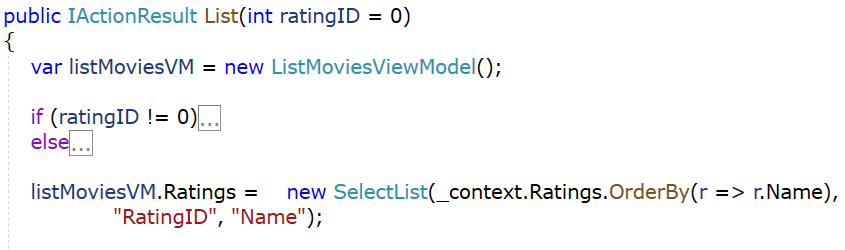 public IActionResult List(int ratingID = 0)
{
var listMoviesVM = new ListMoviesViewModel();
if (ratingID != 0)...
else...
listMoviesVM.Ratings = new SelectList(_context.Ratings.OrderBy(r => r.Name),
"RatingID", "Name");